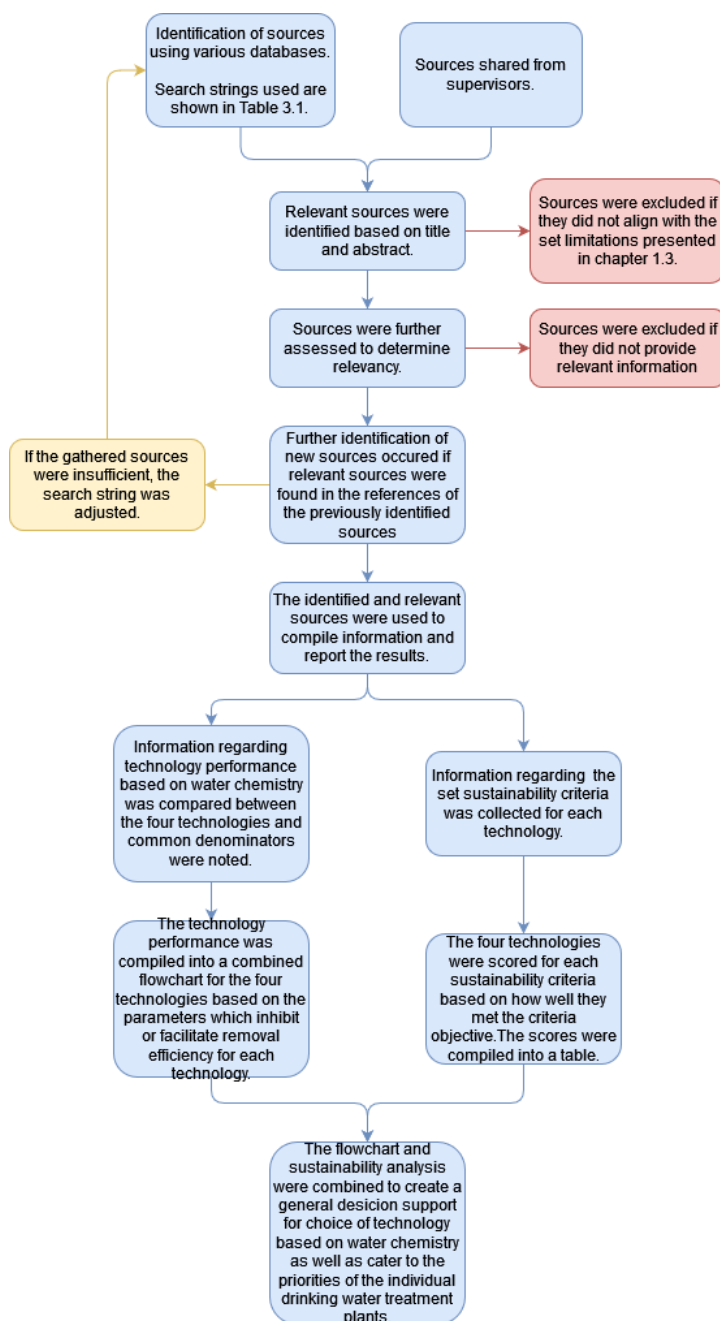 Identification of sources
using various databases.
Search strings used are
shown in Table 3.1.
Sources shared from
supervisors.
Relevant sources were
identified based on title
and abstract.
Sources were excluded if
they did not align with the
set limitations presented
in chapter 1.3.
Sources were further
assessed to determine
relevancy.
Sources were excluded if
they did not provide
relevant information
Further identification of
new sources occured if
relevant sources were
found in the references of
the previously identified
sources
If the gathered sources
were insufficient, the
search string was
adjusted.
The identified and relevant
sources were used to
compile information and
report the results.
Information regarding
technology performance
based on water chemistry
was compared between
the four technologies and
common denominators
were noted.
Information regarding  the
set sustainability criteria
was collected for each
technology.
The technology
performance was
compiled into a combined
flowchart for the four
technologies based on the
parameters which inhibit
or facilitate removal
efficiency for each
technology.
The four technologies
were scored for each
sustainability criteria
based on how well they
met the criteria
objective.The scores were
compiled into a table.
The flowchart and
sustainability analysis
were combined to create a
general desicion support
for choice of technology
based on water chemistry
as well as cater to the
priorities of the individual
drinking water treatment
plants